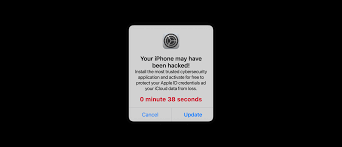 Your iPhone may have
been hacked!
Install the most trusted cybersecurity
application and activate for free to
protect your Apple ID credentials ad
your iCloud data from loss.
0 minute 38 seconds
Cancel
Update